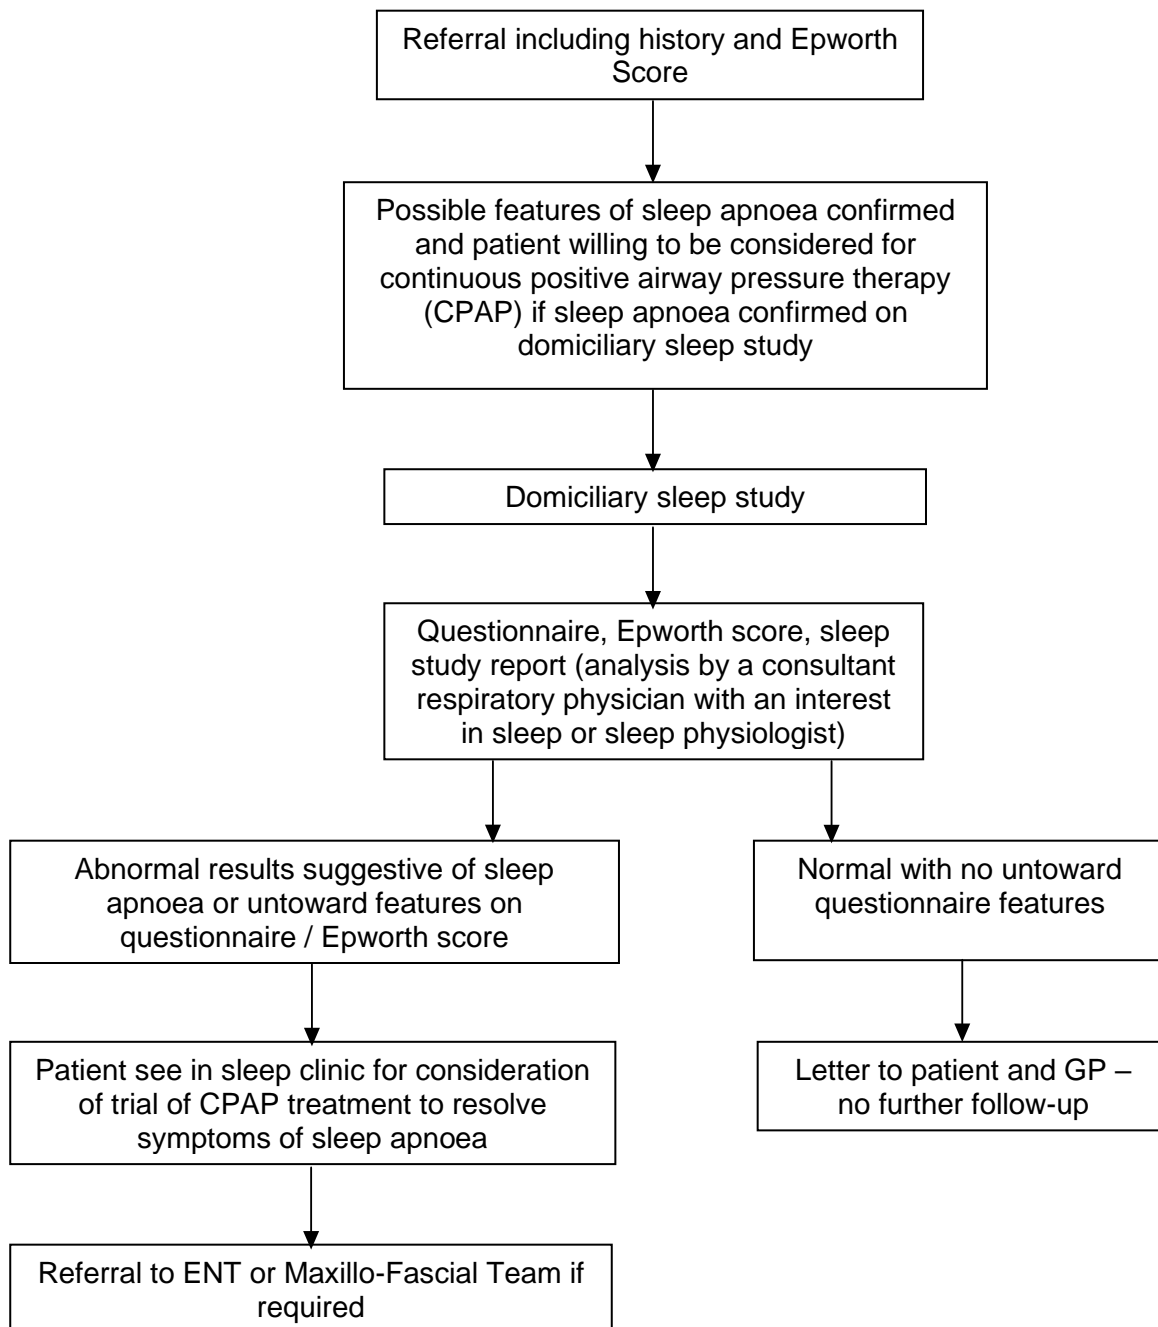 Referral including history and Epworth
Score
Possible features of sleep apnoea confirmed
and patient willing to be considered for
continuous positive airway pressure therapy
(CPAP) if sleep apnoea confirmed on
domiciliary sleep study
Domiciliary sleep study
Questionnaire, Epworth score, sleep
study report (analysis by a consultant
respiratory physician with an interest
in sleep or sleep physiologist)
Abnormal results suggestive of sleep
apnoea or untoward features on
questionnaire / Epworth score
Normal with no untoward
questionnaire features
Patient see in sleep clinic for consideration
of trial of CPAP treatment to resolve
symptoms of sleep apnoea
Letter to patient and GP –
no further follow-up
Referral to ENT or Maxillo-Fascial Team if
required